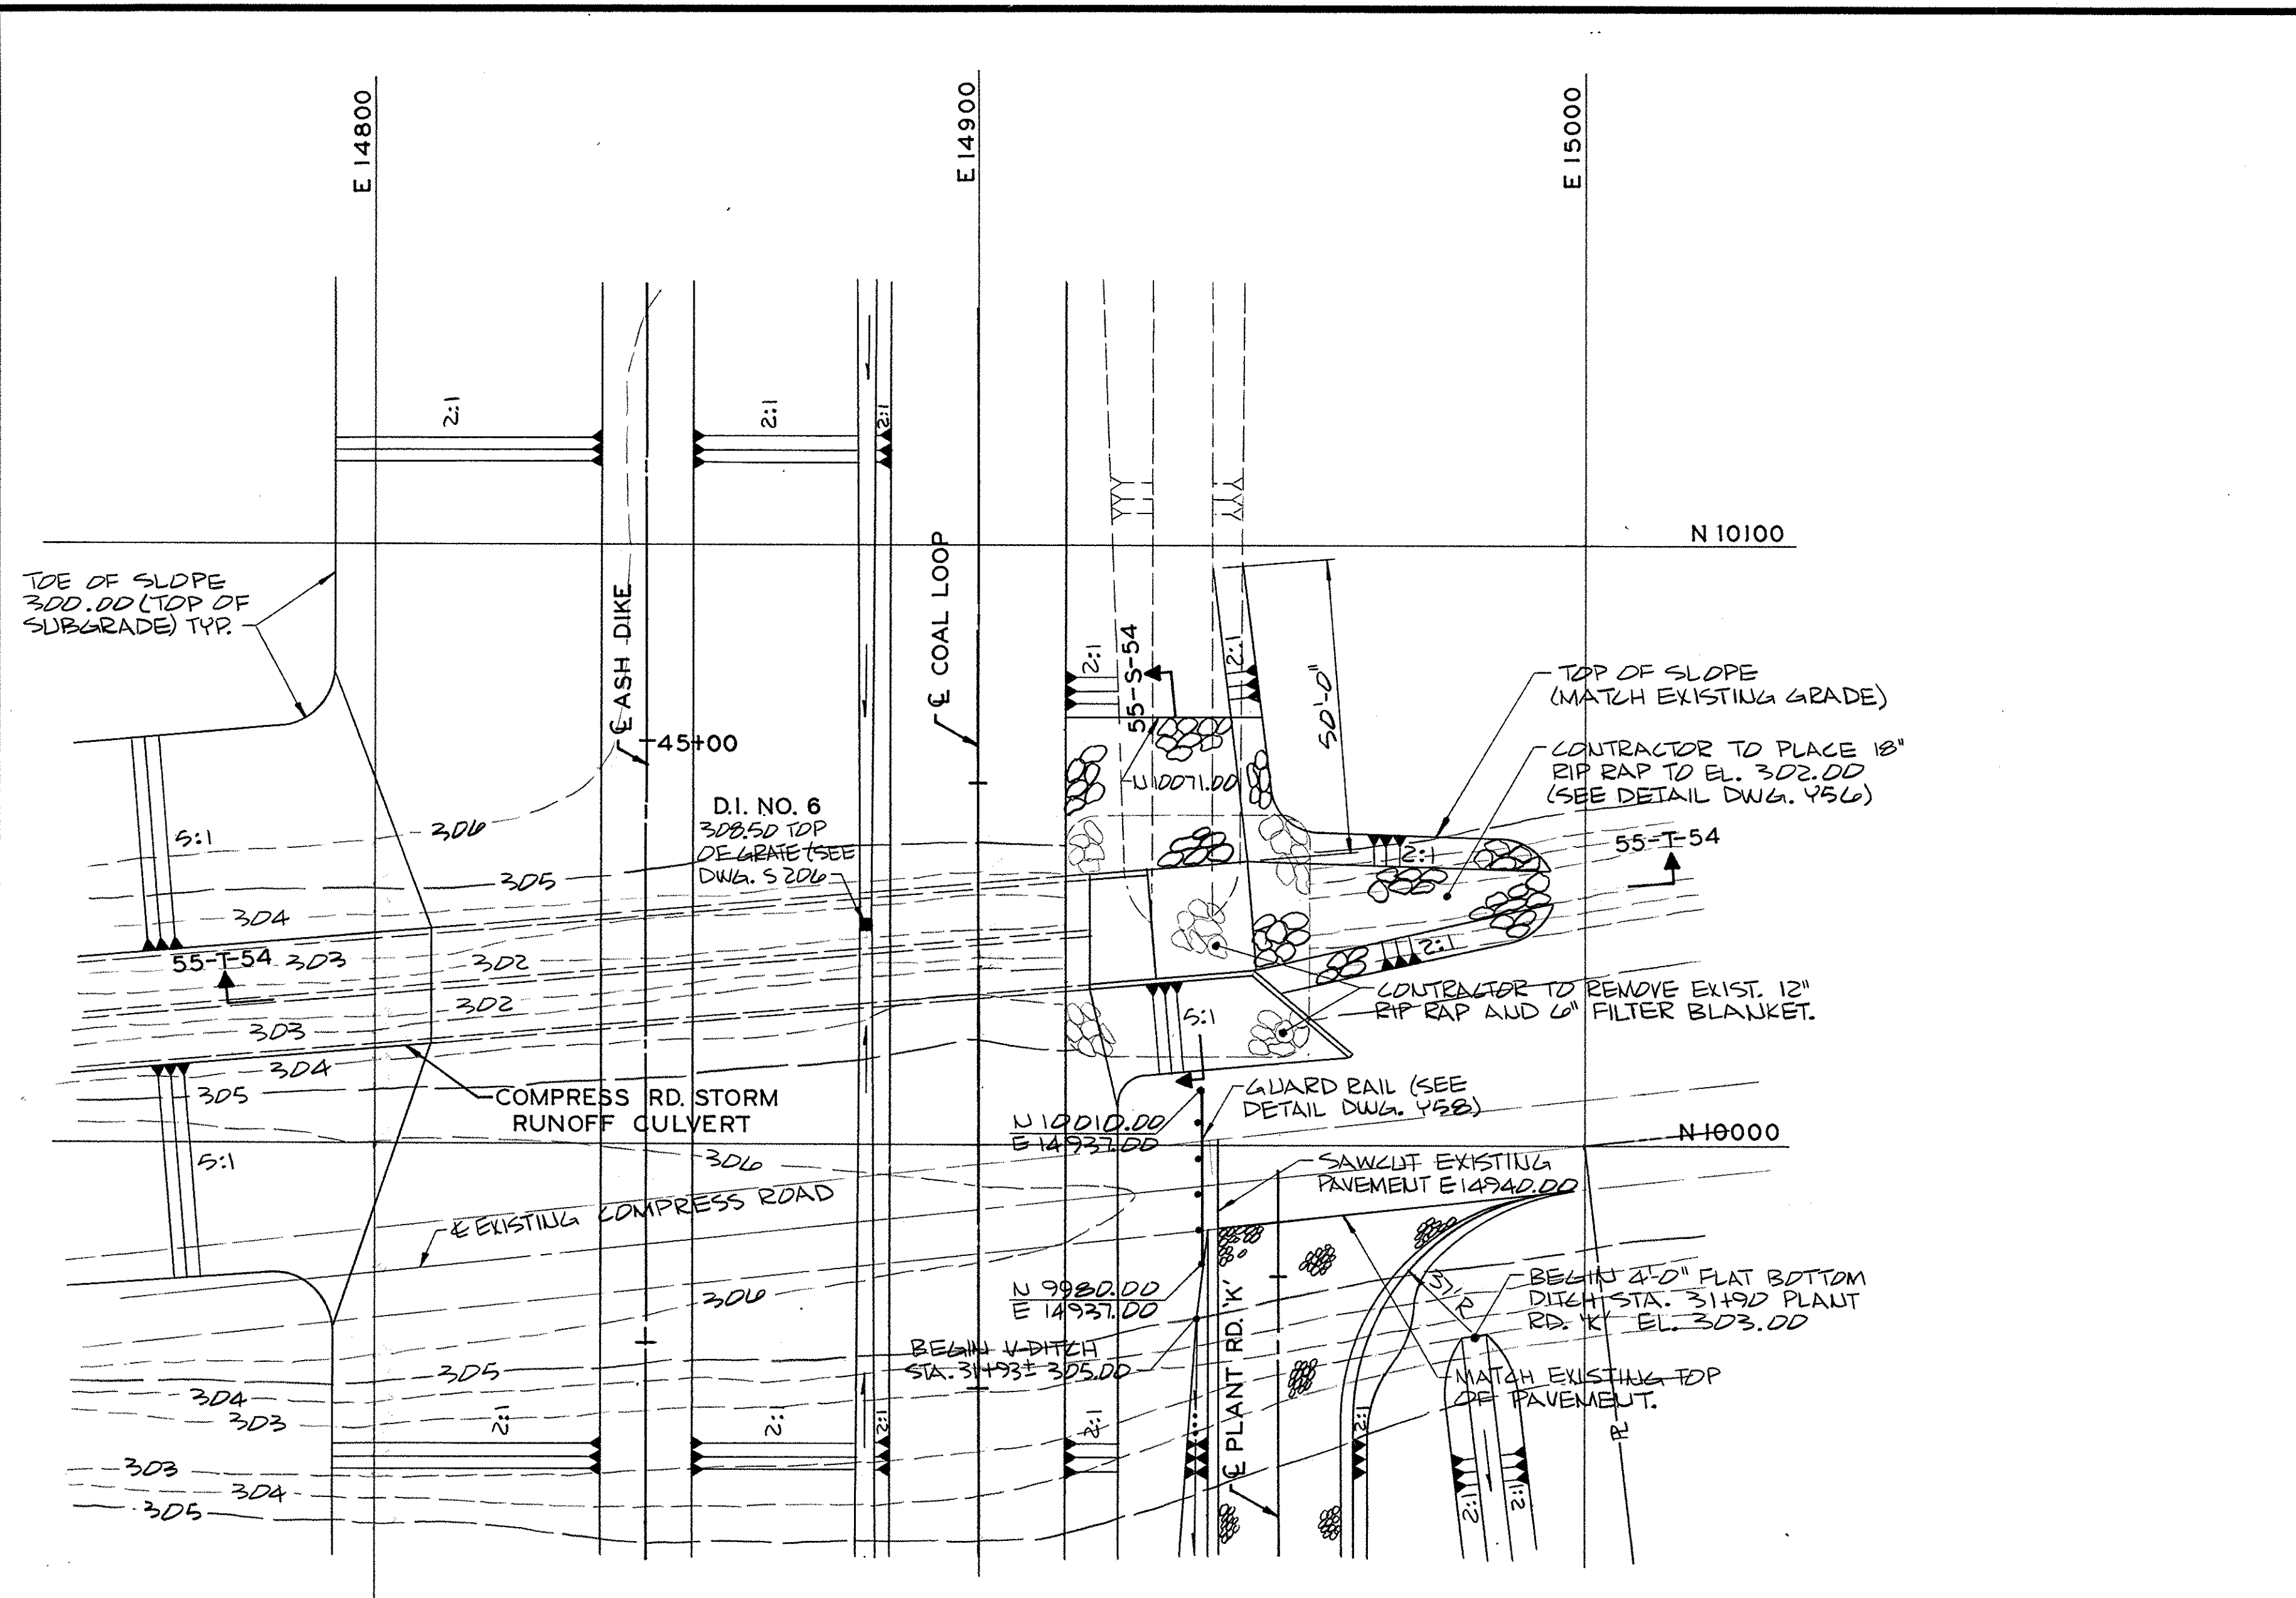 E 14800
E 14900
E 15000
2:1
2:1
2:1
N 10100
TOE OF SLOPE
300.00 (TOP OF
SUBGRADE) TYP.
℄ ASH DIKE
℄ COAL LOOP
2:1
55-S-54
2:1
50'-0"
TOP OF SLOPE
(MATCH EXISTING GRADE)
45+00
CONTRACTOR TO PLACE 18"
RIP RAP TO EL. 302.00
(SEE DETAIL DWG. Y56)
N 10071.00
D.I. NO. 6
308.50 TOP
OF GRATE (SEE
DWG. S 206
5:1
306
305
304
2:1
55-T-54
55-T-54
303
302
302
303
304
305
2:1
CONTRACTOR TO REMOVE EXIST. 12"
RIP RAP AND 6" FILTER BLANKET.
5:1
COMPRESS RD. STORM
RUNOFF CULVERT
GUARD RAIL (SEE
DETAIL DWG. Y58)
N 10010.00
E 14937.00
N 10000
5:1
306
SAWCUT EXISTING
PAVEMENT E 14940.00
℄ EXISTING COMPRESS ROAD
306
N 9980.00
E 14937.00
37' R
BEGIN 4'-0" FLAT BOTTOM
DITCH STA. 31+90 PLANT
RD. 'K' EL. 303.00
BEGIN V-DITCH
STA. 31+93± 305.00
℄ PLANT RD. 'K'
MATCH EXISTING TOP
OF PAVEMENT.
305
304
303
2:1
2:1
2:1
2:1
2:1
PL
303
304
305
2:1
2:1